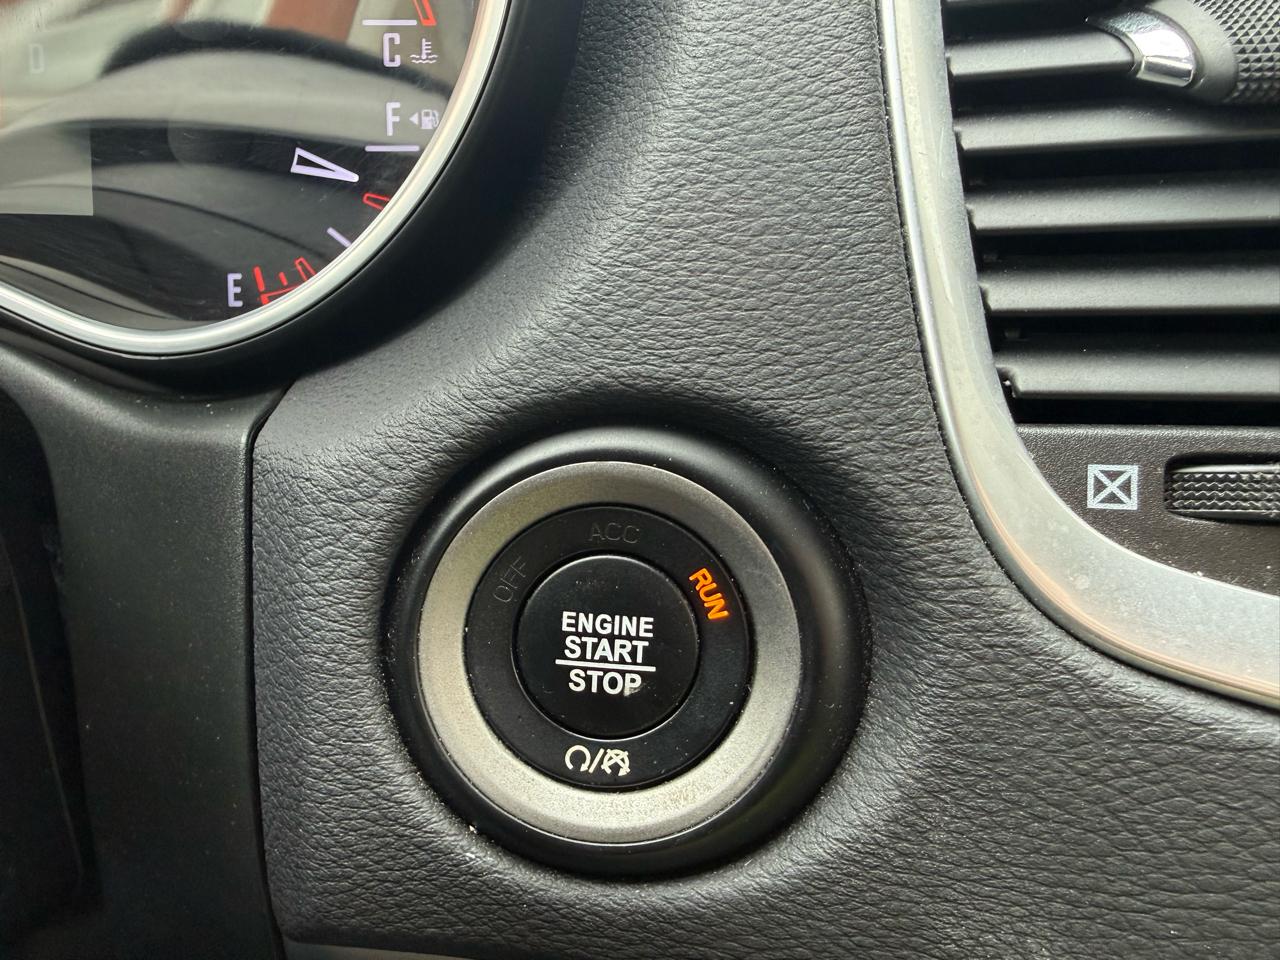 D
C
F
E
ACC
OFF
RUN
ENGINE
START
STOP